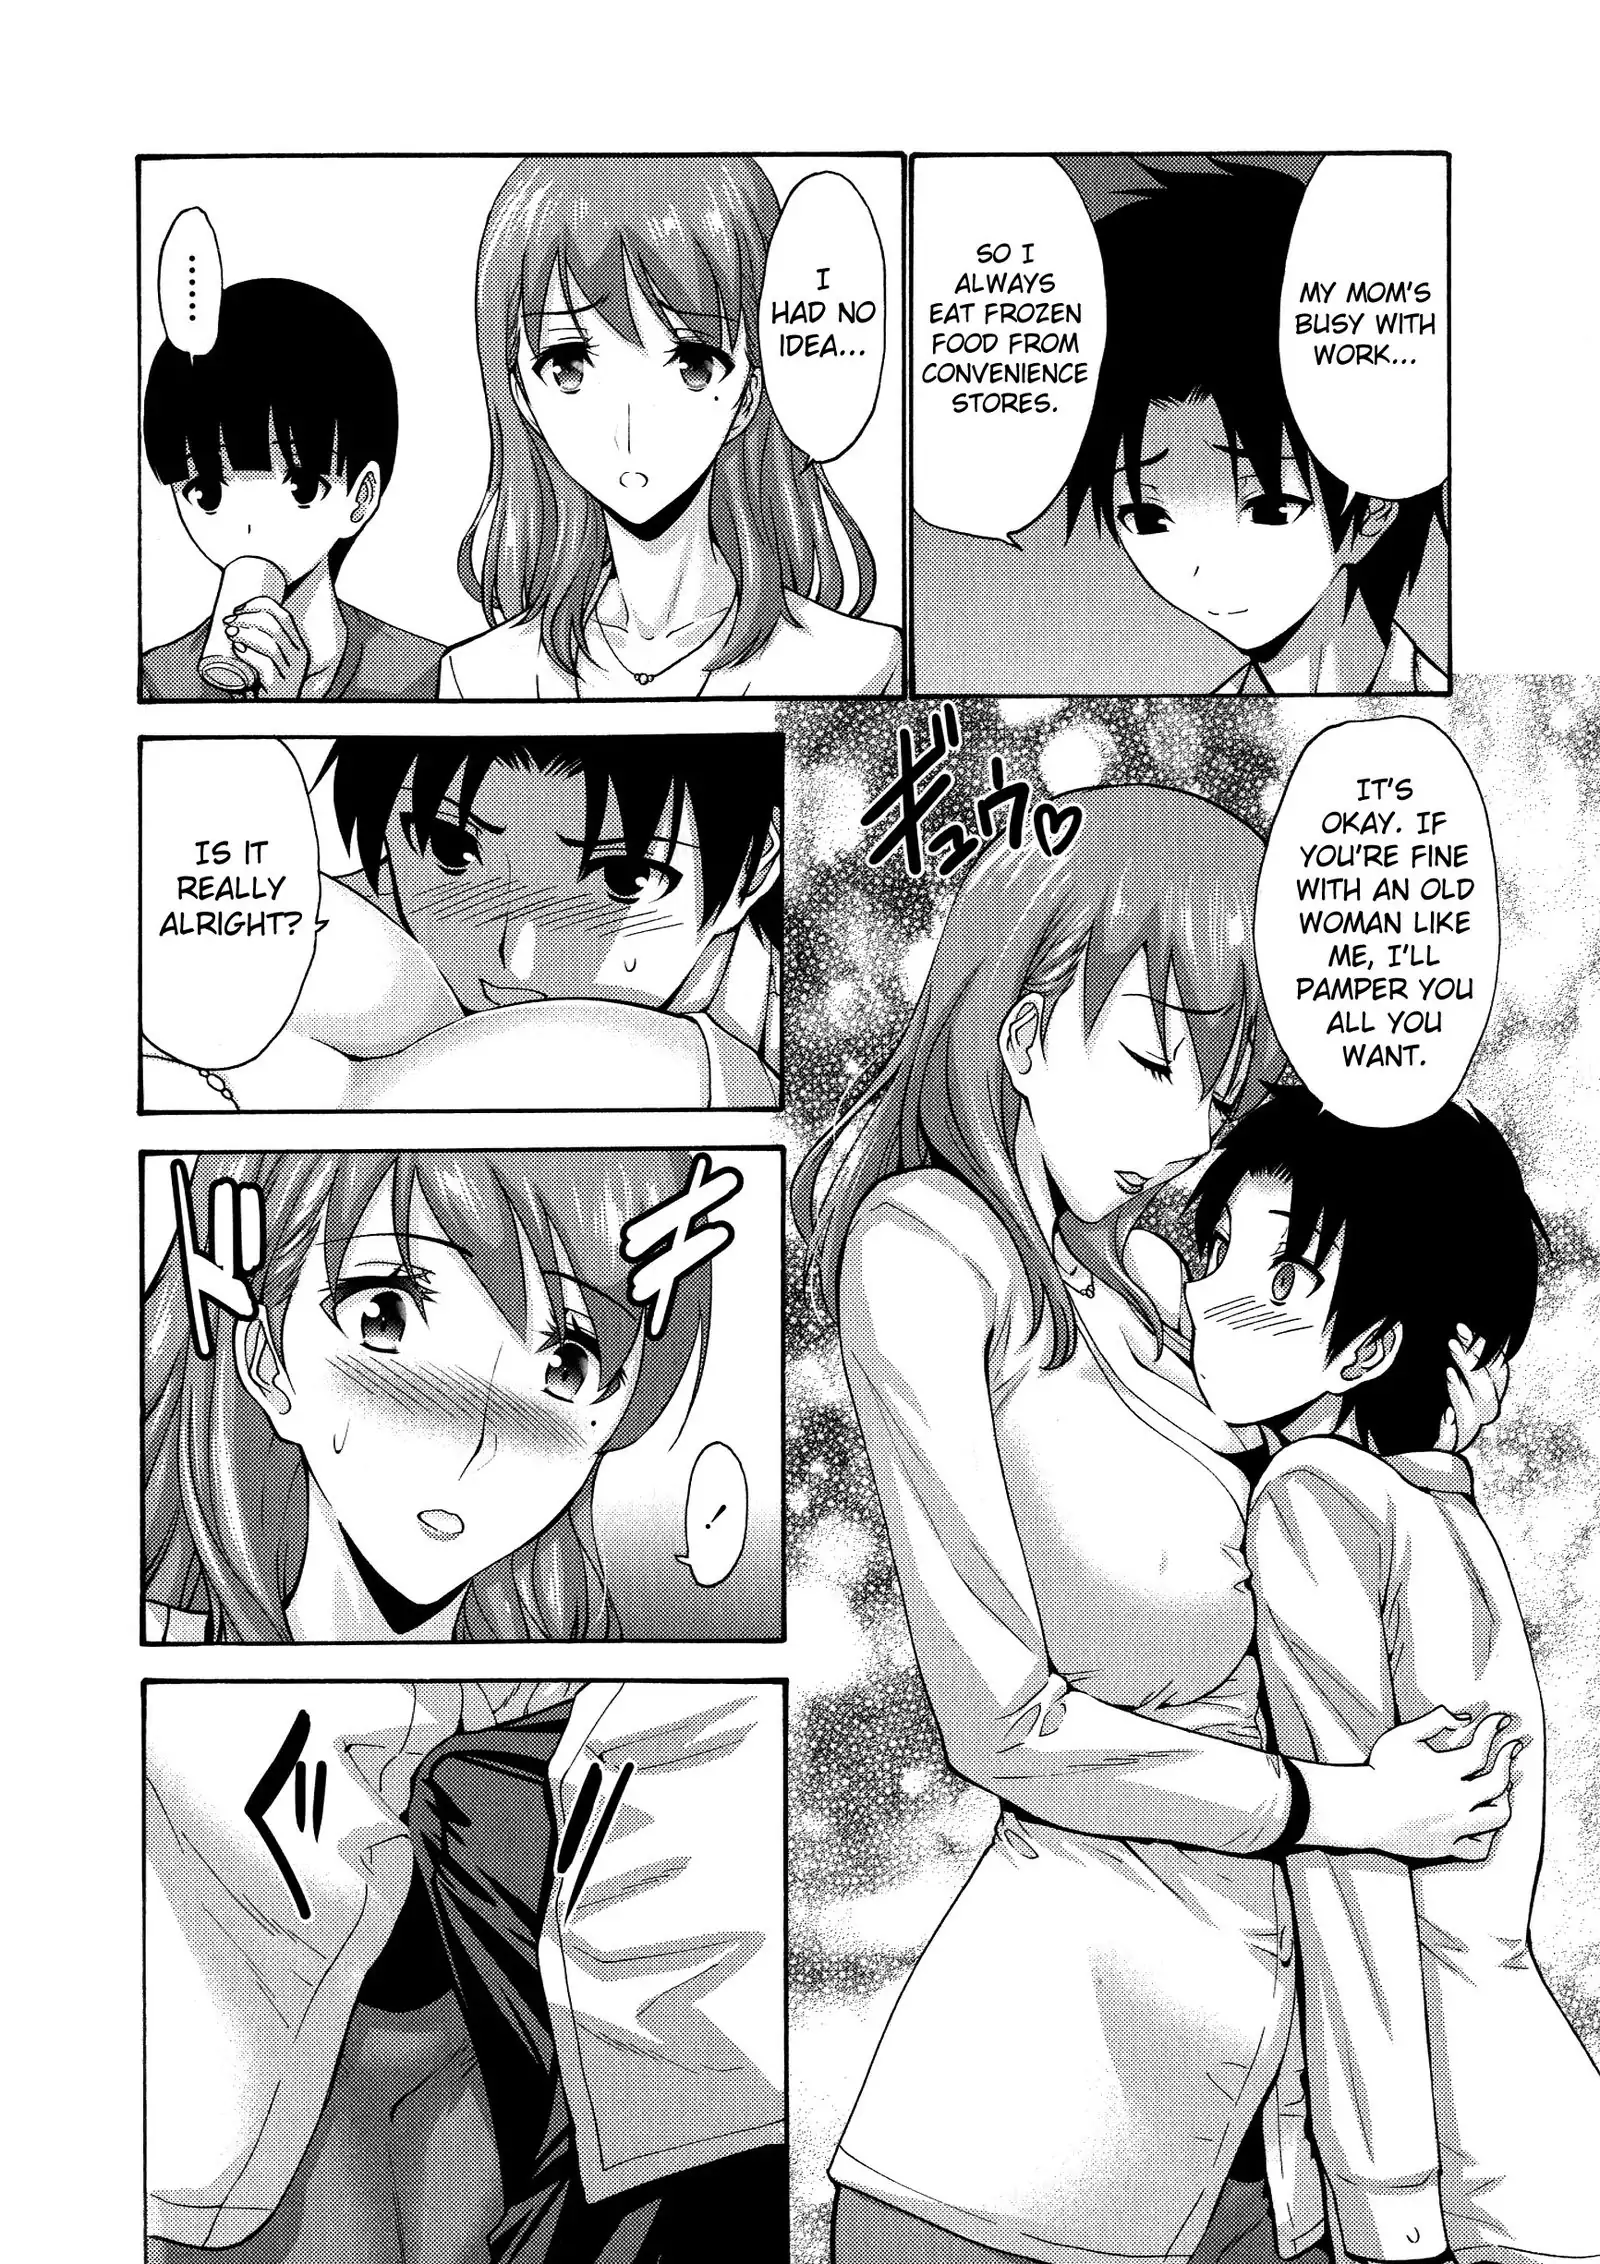 MY MOM'S
BUSY WITH
WORK...
SO I
ALWAYS
EAT FROZEN
FOOD FROM
CONVENIENCE
STORES.
I
HAD NO
IDEA...
......
IT'S
OKAY. IF
YOU'RE FINE
WITH AN OLD
WOMAN LIKE
ME, I'LL
PAMPER YOU
ALL YOU
WANT.
ギュウ♡
IS IT
REALLY
ALRIGHT?
ドキ
!
グッ